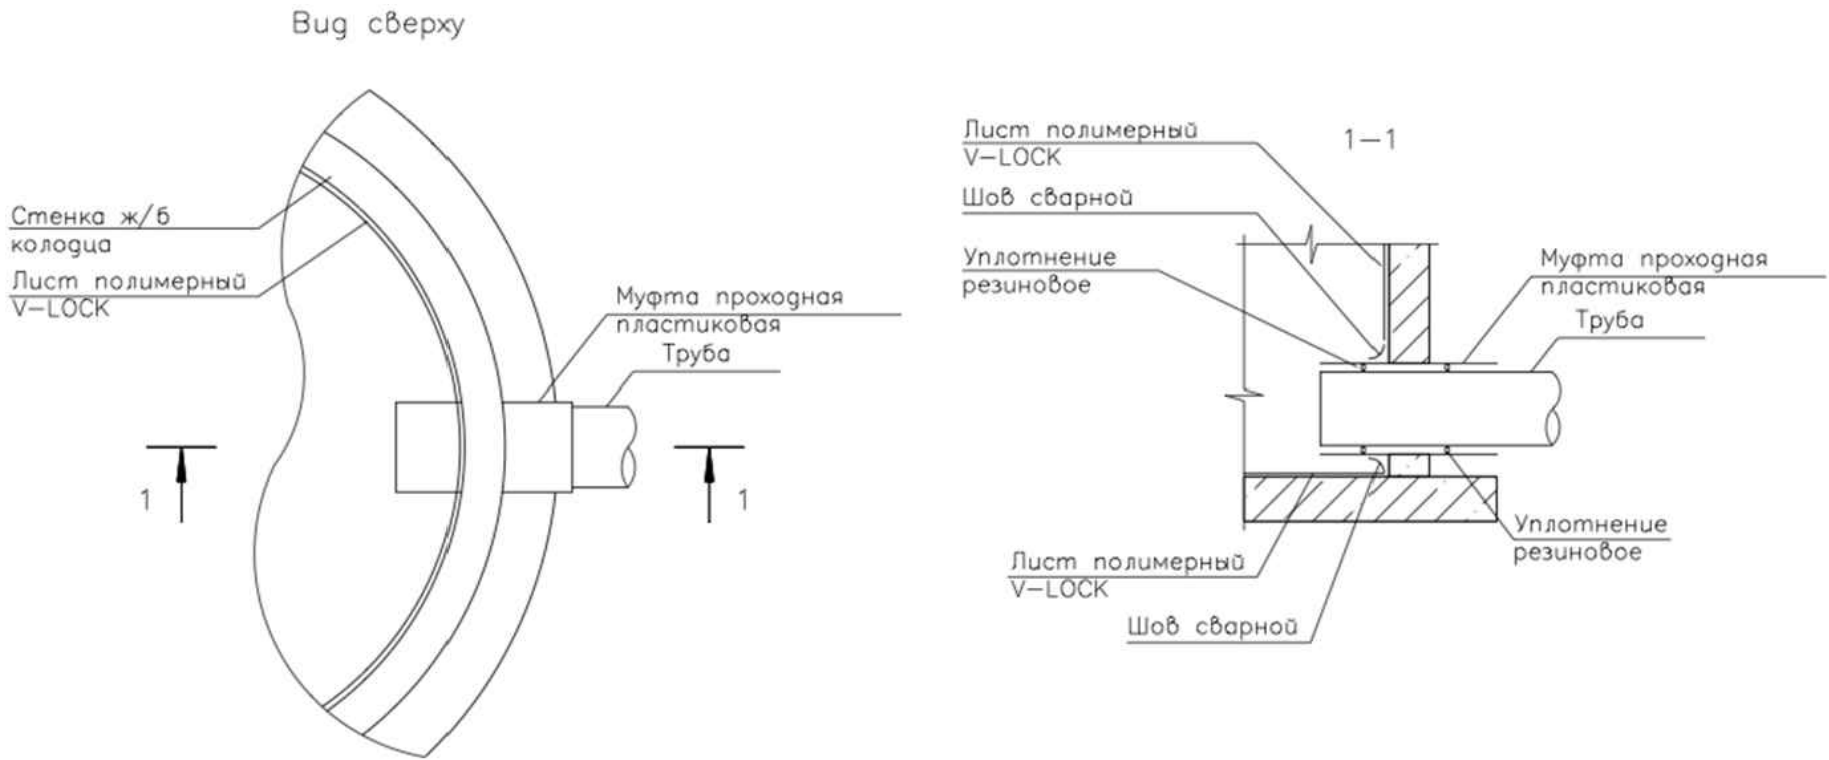 Вид сверху
Стенка ж/б
колодца
Лист полимерный
V-LOCK
Муфта проходная
пластиковая
Труба
1
1
1-1
Лист полимерный
V-LOCK
Шов сварной
Уплотнение
резиновое
Муфта проходная
пластиковая
Труба
Уплотнение
резиновое
Лист полимерный
V-LOCK
Шов сварной